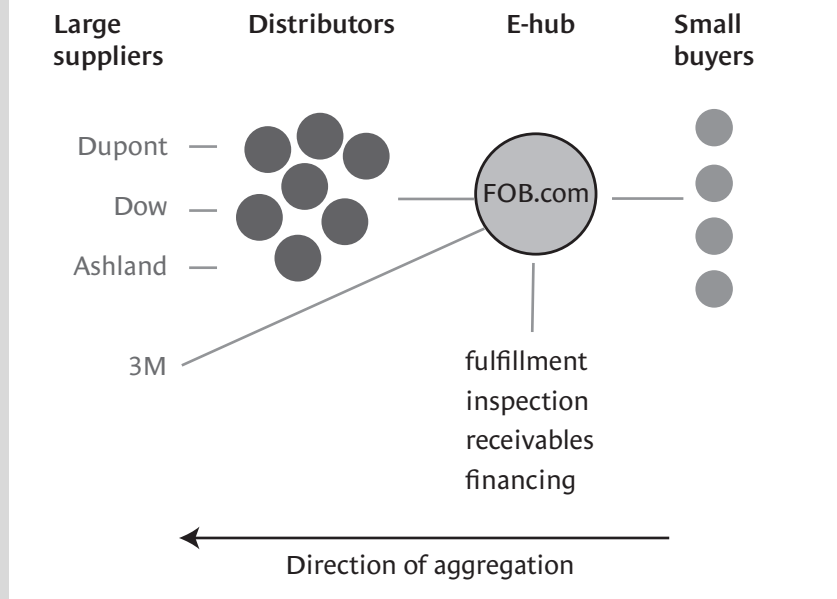 Large
suppliers
Distributors
E-hub
Small
buyers
Dupont
Dow
Ashland
3M
FOB.com
fulfillment
inspection
receivables
financing
Direction of aggregation